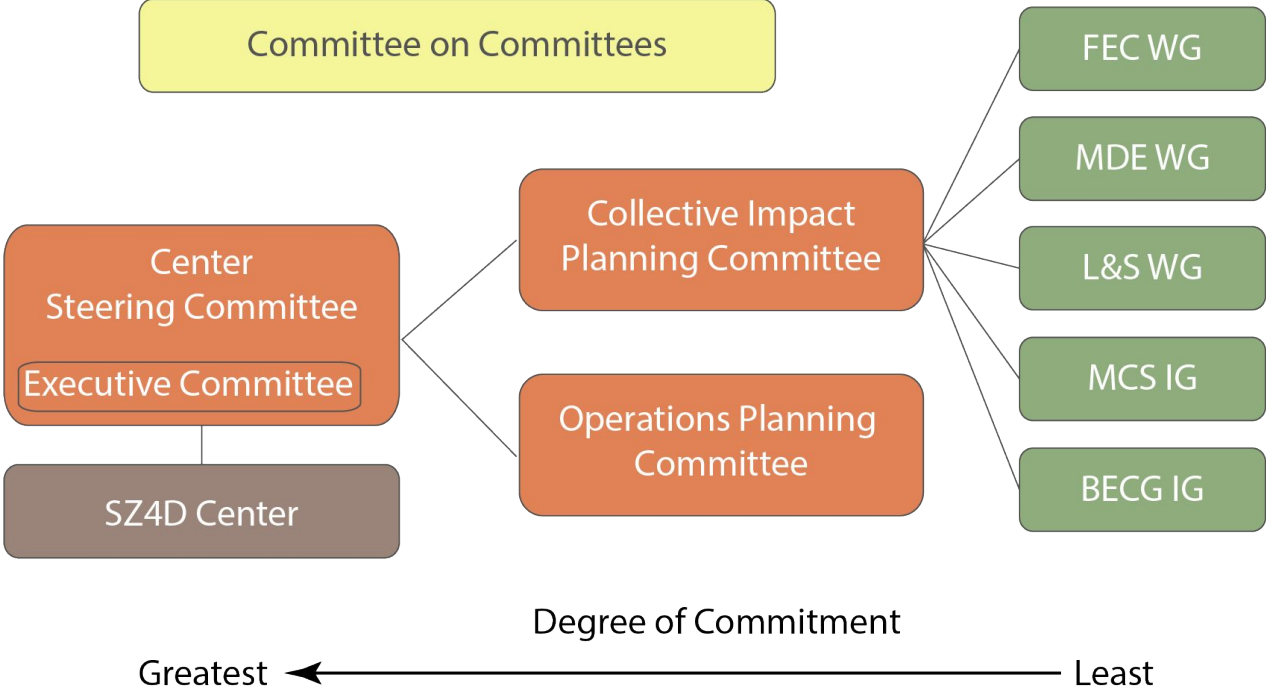 Committee on Committees
FEC WG
MDE WG
L&S WG
MCS IG
BECG IG
Collective Impact
Planning Committee
Operations Planning
Committee
Center
Steering Committee
Executive Committee
SZ4D Center
Degree of Commitment
Greatest
Least